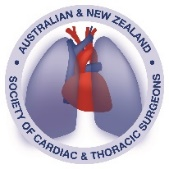 • AUSTRALIAN & NEW ZEALAND •
SOCIETY OF CARDIAC & THORACIC SURGEONS